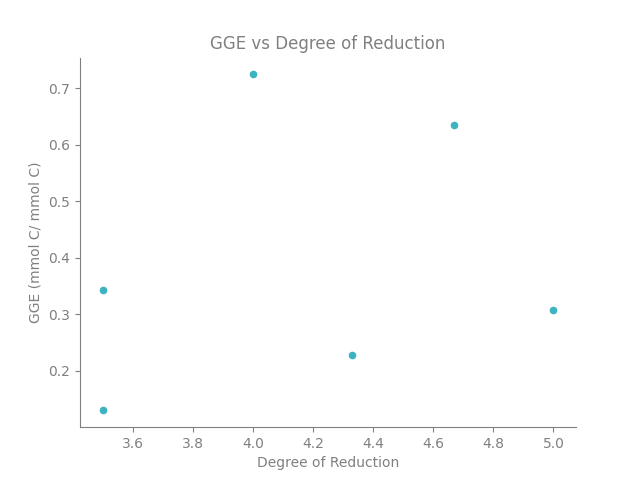 GGE vs Degree of Reduction
0.7
0.6
0.5
0.4
0.3
0.2
GGE (mmol C/ mmol C)
3.6 3.8 4.0 4.2 4.4 4.6 4.8 5.0
Degree of Reduction